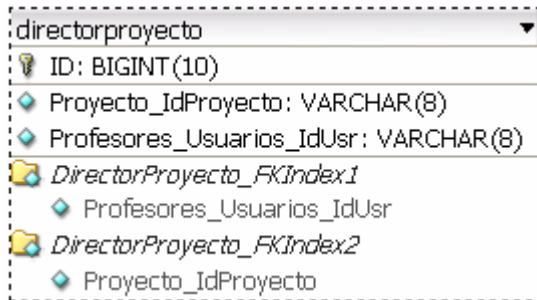 directorproyecto
ID: BIGINT(10)
Proyecto_IdProyecto: VARCHAR(8)
Profesores_Usuarios_IdUsr: VARCHAR(8)
DirectorProyecto_FKIndex1
Profesores_Usuarios_IdUsr
DirectorProyecto_FKIndex2
Proyecto_IdProyecto